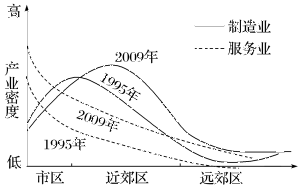 高
产业密度
低
制造业
服务业
2009年
1995年
2009年
1995年
市区
近郊区
远郊区